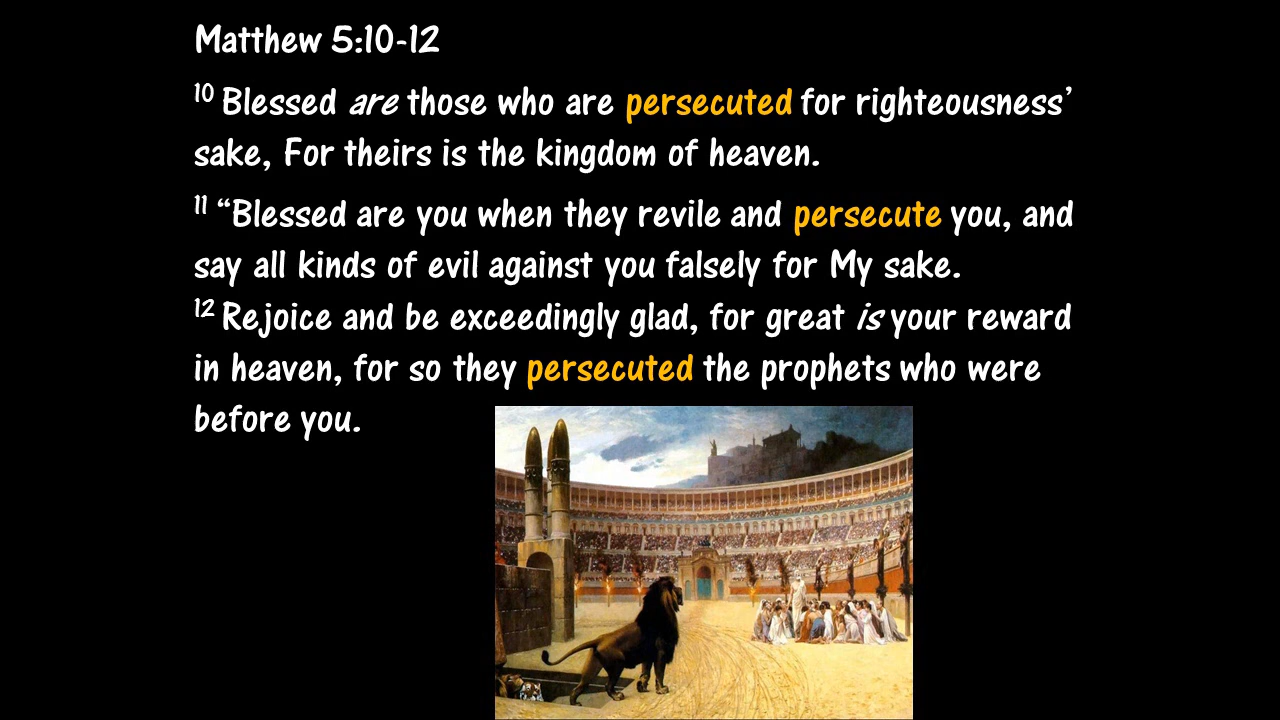 Matthew 5:10-12
10 Blessed are those who are persecuted for righteousness’
sake, For theirs is the kingdom of heaven.
11 “Blessed are you when they revile and persecute you, and
say all kinds of evil against you falsely for My sake.
12 Rejoice and be exceedingly glad, for great is your reward
in heaven, for so they persecuted the prophets who were
before you.